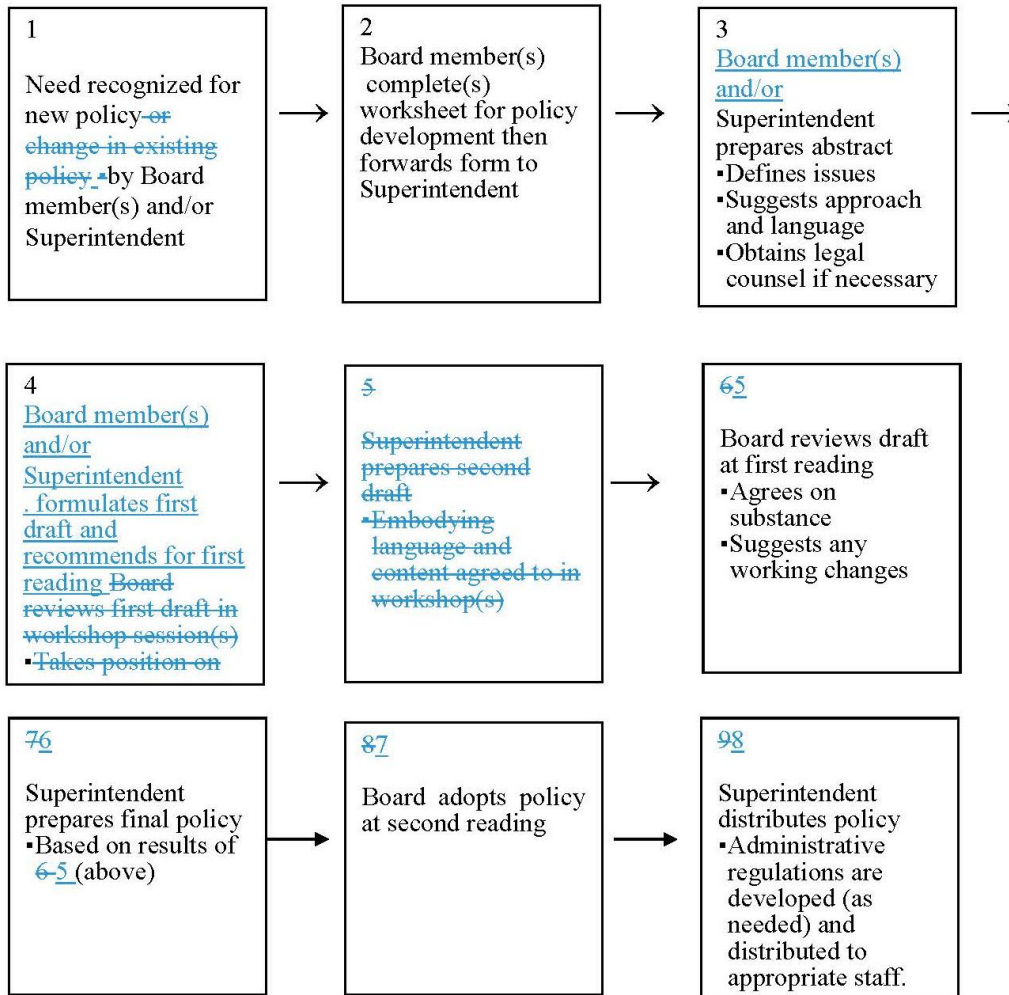 1
Need recognized for
new policy or
change in existing
policy ▪by Board
member(s) and/or
Superintendent
2
Board member(s)
complete(s)
worksheet for policy
development then
forwards form to
Superintendent
3
Board member(s)
and/or
Superintendent
prepares abstract
▪Defines issues
▪Suggests approach
and language
▪Obtains legal
counsel if necessary
4
Board member(s)
and/or
Superintendent
. formulates first
draft and
recommends for first
reading Board
reviews first draft in
workshop session(s)
▪Takes position on
5
Superintendent
prepares second
draft
▪Embodying
language and
content agreed to in
workshop(s)
65
Board reviews draft
at first reading
▪Agrees on
substance
▪Suggests any
working changes
76
Superintendent
prepares final policy
▪Based on results of
6 5 (above)
87
Board adopts policy
at second reading
98
Superintendent
distributes policy
▪Administrative
regulations are
developed (as
needed) and
distributed to
appropriate staff.